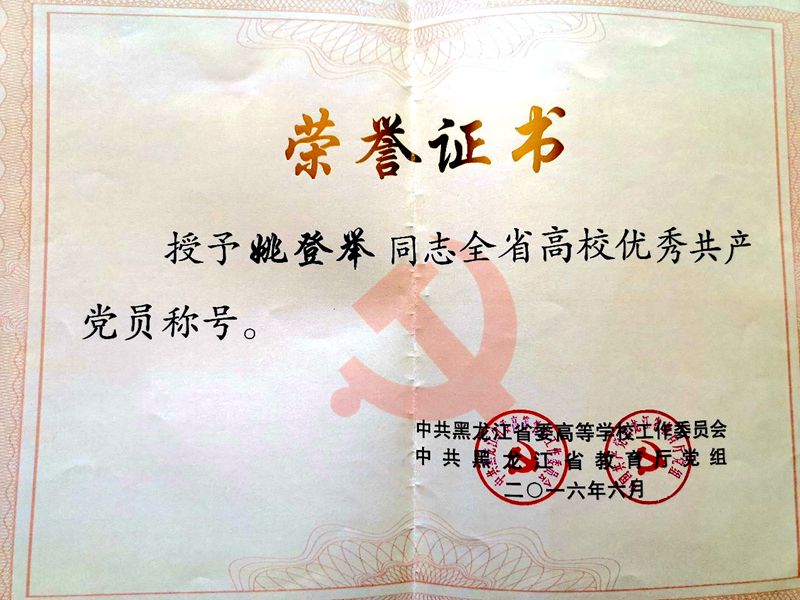 荣誉证书
授予姚登举同志全省高校优秀共产
党员称号。
中共黑龙江省委高等学校工作委员会
中共黑龙江省教育厅党组
二〇一六年六月